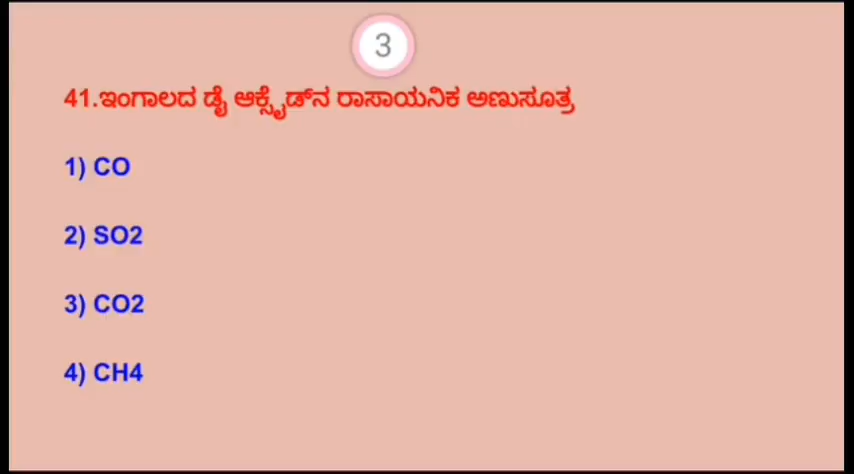 3
41.ಇಂಗಾಲದ ಡೈ ಆಕ್ಸೈಡ್‌ನ ರಾಸಾಯನಿಕ ಅಣುಸೂತ್ರ
1) CO
2) SO2
3) CO2
4) CH4